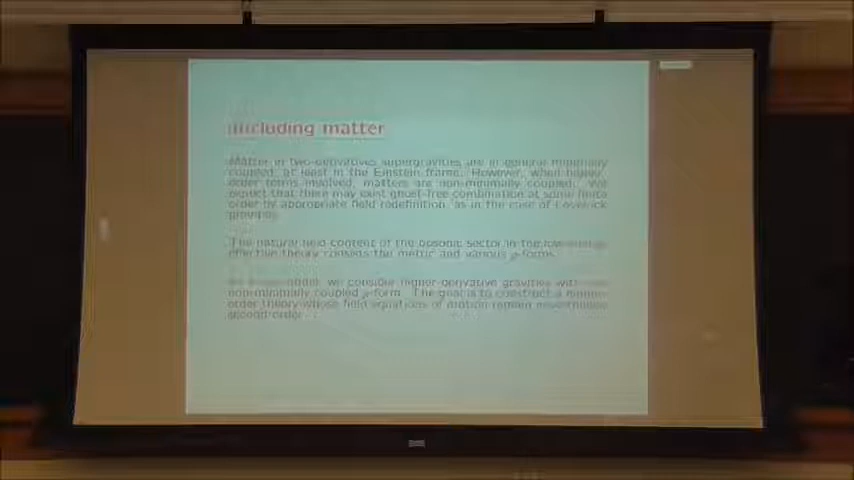 Including matter
Matter in two-derivatives supergravities are in general minimally
coupled, at least in the Einstein frame. However, when higher-
order terms involved, matters are non-minimally coupled. We
expect that there may exist ghost-free combination at some finite
order by appropriate field redefinition, as in the case of Lovelock
gravities.
The natural field content of the bosonic sector in the low-energy
effective theory consists the metric and various p-forms.
we consider higher-derivative gravities with
non-minimally coupled p-form. The goal is to construct a higher-
order theory whose field equations of motion remain nevertheless
second-order.